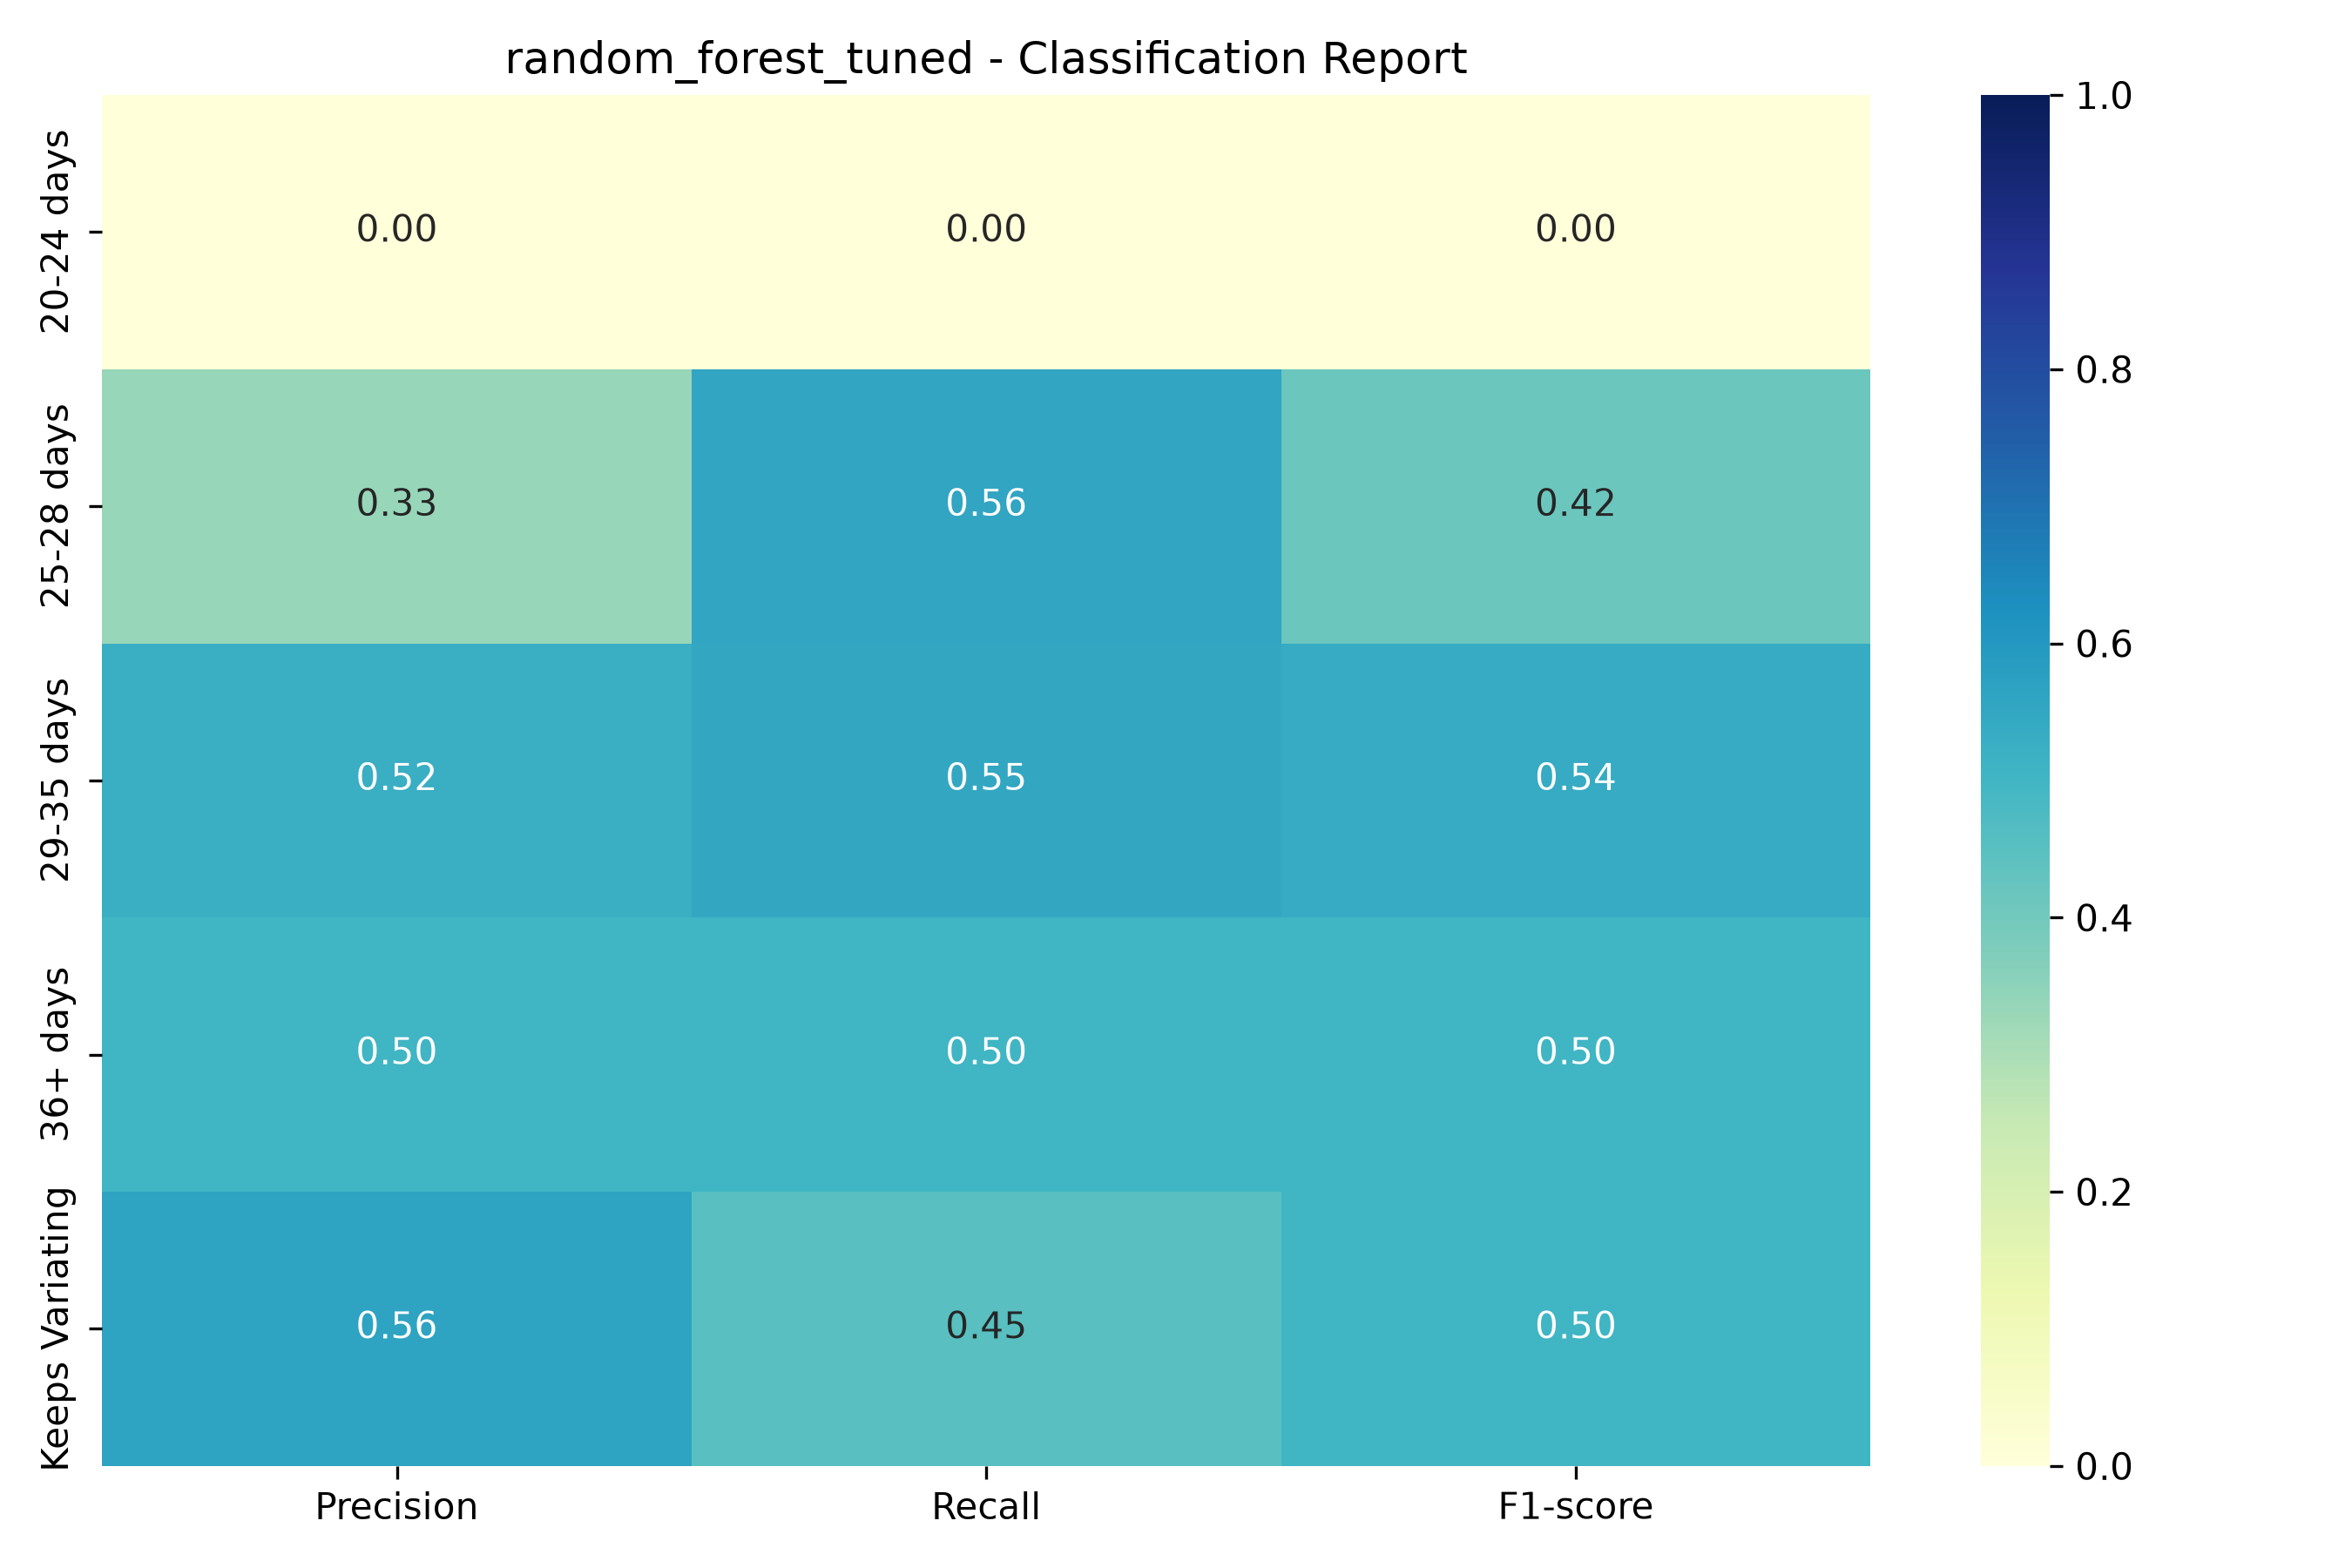 random_forest_tuned - Classification Report
20-24 days
0.00 0.00 0.00
25-28 days
0.33 0.56 0.42
29-35 days
0.52 0.55 0.54
36+ days
0.50 0.50 0.50
Keeps Variating
0.56 0.45 0.50
Precision Recall F1-score
1.0
0.8
0.6
0.4
0.2
0.0